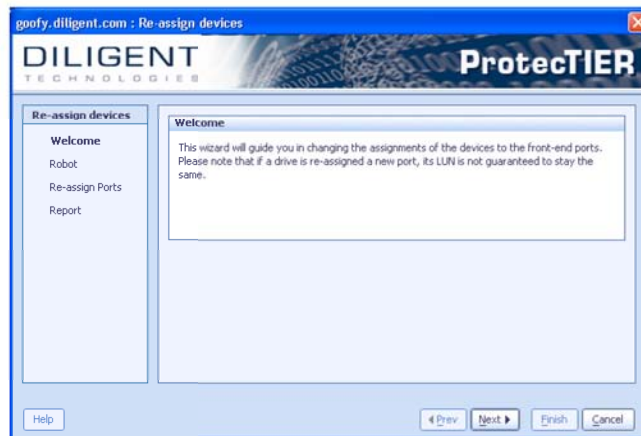 goofy.diligent.com : Re-assign devices
DILIGENT
TECHNOLOGIES
ProtecTIER
Re-assign devices
Welcome
Robot
Re-assign Ports
Report
Welcome
This wizard will guide you in changing the assignments of the devices to the front-end ports.
Please note that if a drive is re-assigned a new port, its LUN is not guaranteed to stay the
same.
Help
Prev
Next
Finish
Cancel